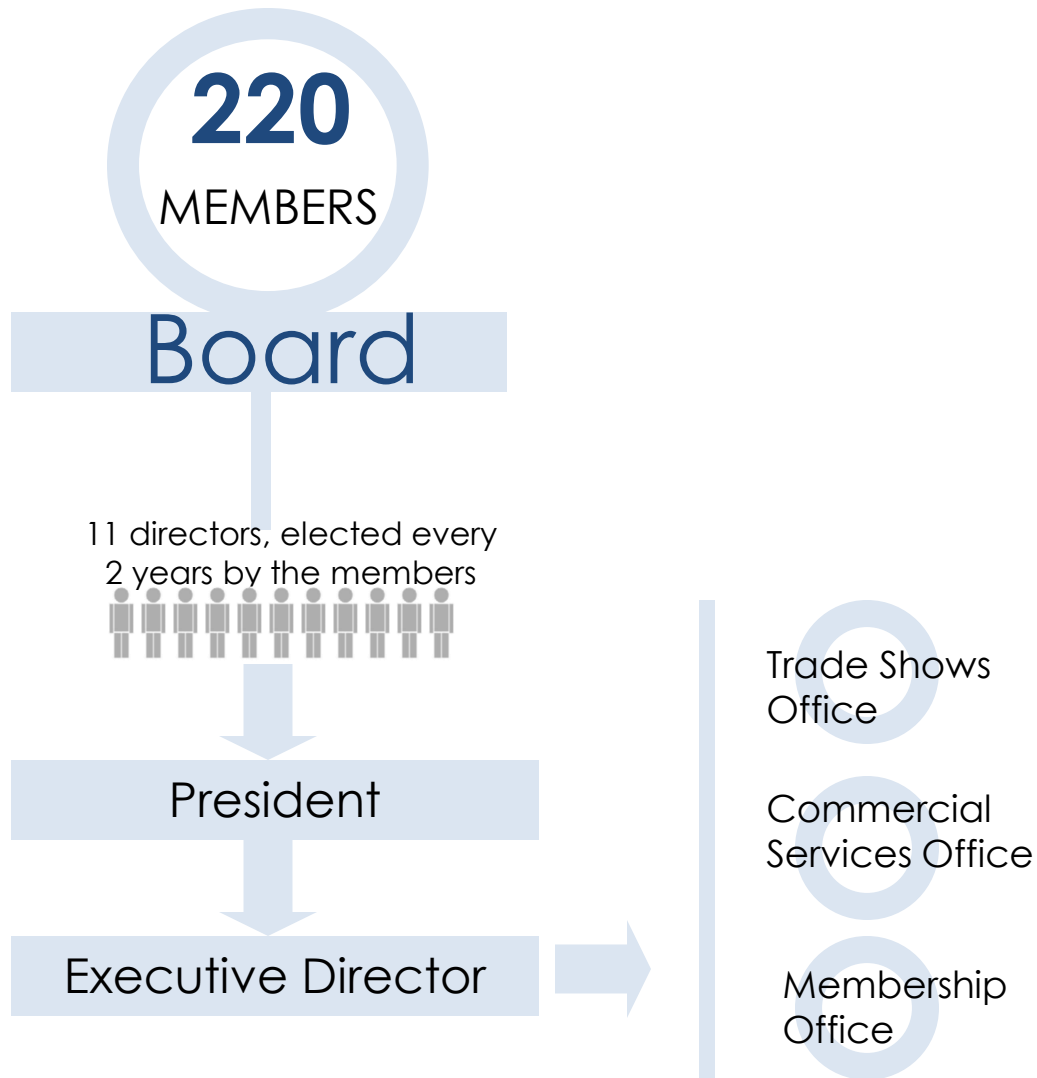 220
MEMBERS
Board
11 directors, elected every
2 years by the members
President
Executive Director
Trade Shows
Office
Commercial
Services Office
Membership
Office